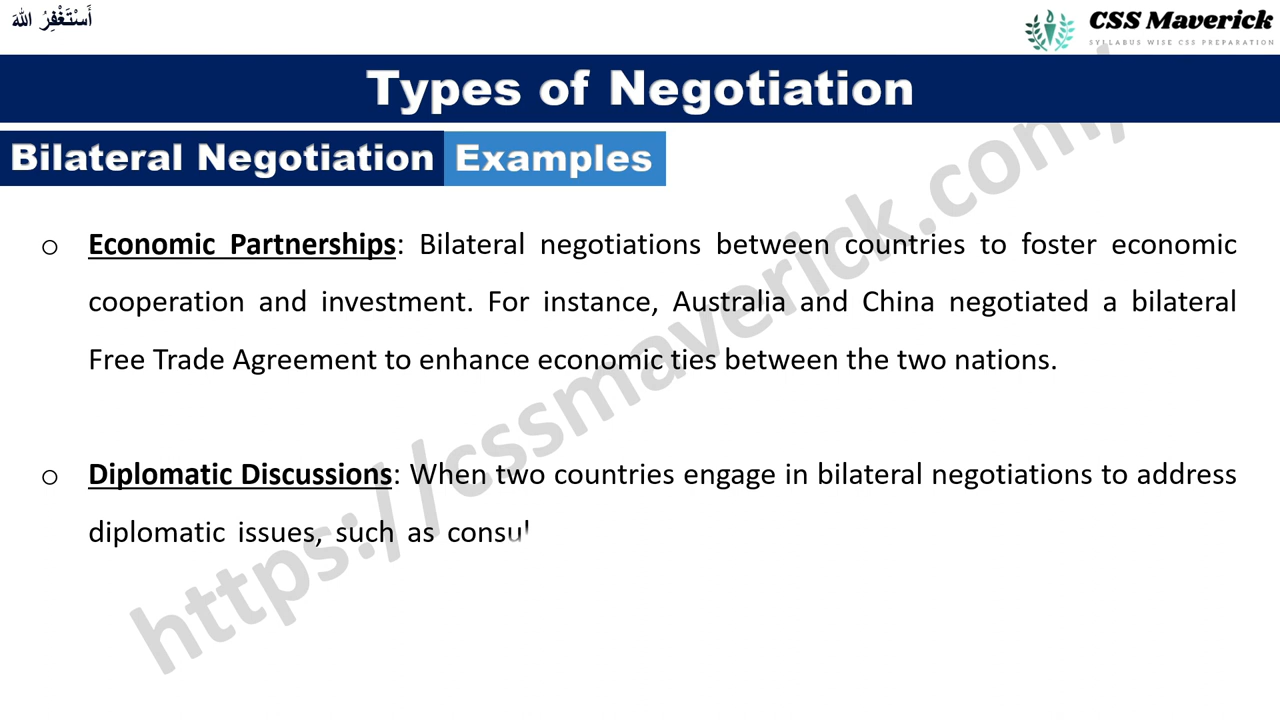 أَسْتَغْفِرُ اللهَ
CSS Maverick
SYLLABUS WISE CSS PREPARATION
Types of Negotiation
Bilateral Negotiation Examples
o Economic Partnerships: Bilateral negotiations between countries to foster economic
cooperation and investment. For instance, Australia and China negotiated a bilateral
Free Trade Agreement to enhance economic ties between the two nations.
o Diplomatic Discussions: When two countries engage in bilateral negotiations to address
diplomatic issues, such as
https://cssmaverick.com/